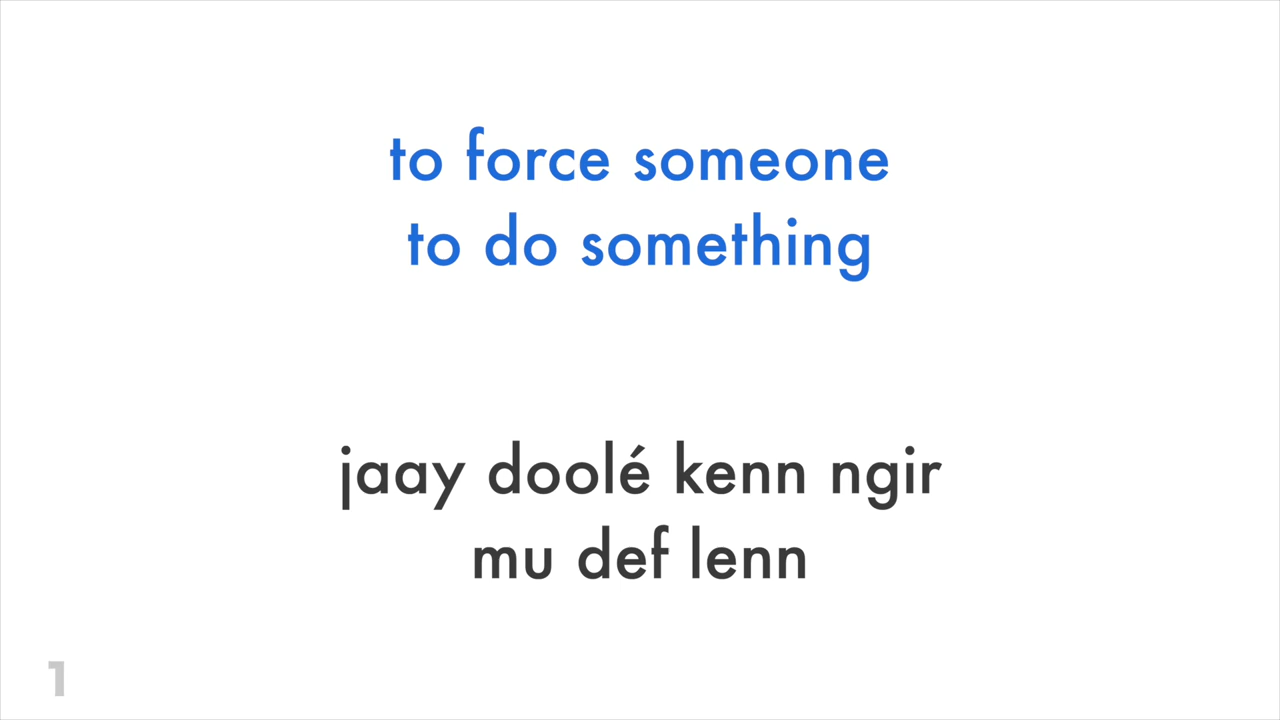 to force someone
to do something
jaay doolé kenn ngir
mu def lenn
1